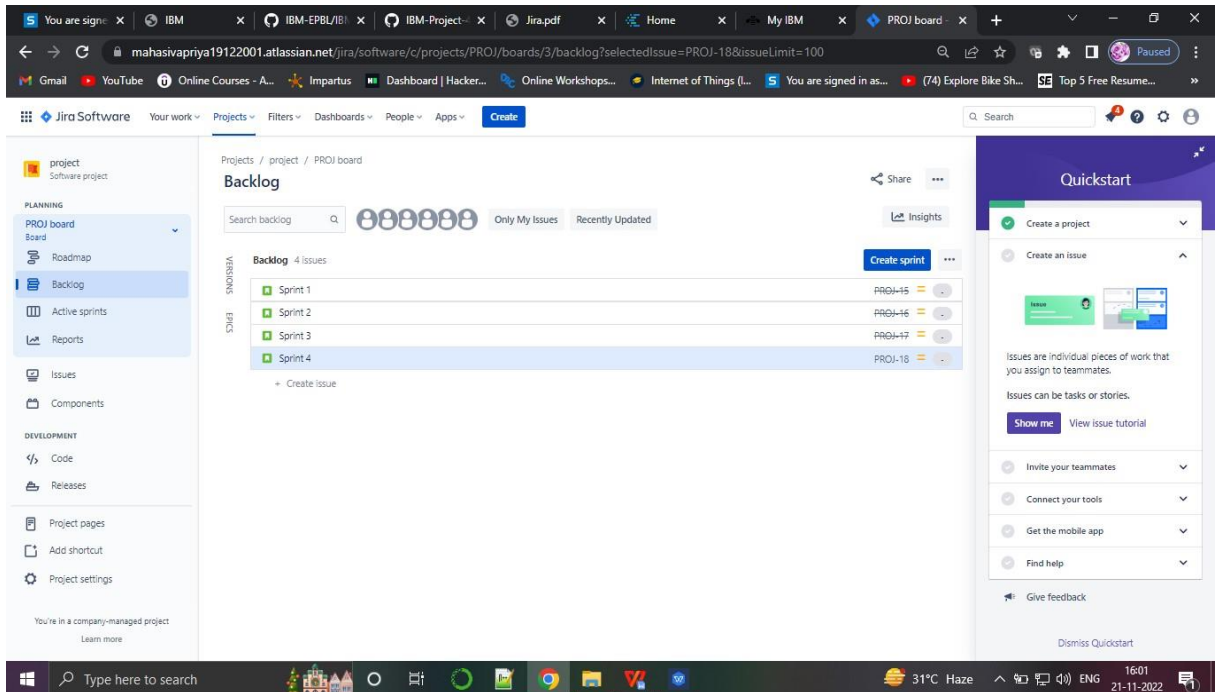 You are signe
IBM
IBM-EPBL/IB
IBM-Project-
Jira.pdf
Home
My IBM
PROJ board -
mahasivapriya19122001.atlassian.net/jira/software/c/projects/PROJ/boards/3/backlog?selectedIssue=PROJ-18&issueLimit=100
Paused
Gmail
YouTube
Online Courses - A...
Impartus
Dashboard | Hacker...
Online Workshops...
Internet of Things (I...
You are signed in as...
(74) Explore Bike Sh...
Top 5 Free Resume...
»
Jira Software
Your work
Projects
Filters
Dashboards
People
Apps
Create
Search
4
project
Software project
PLANNING
PROJ board
Board
Roadmap
Backlog
Active sprints
Reports
Issues
Components
DEVELOPMENT
Code
Releases
Project pages
Add shortcut
Project settings
You're in a company-managed project
Learn more
Projects / project / PROJ board
Backlog
Share
Search backlog
Only My Issues
Recently Updated
Insights
VERSIONS
EPICS
Backlog 4 issues
Create sprint
Sprint 1 PROJ-15 -
Sprint 2 PROJ-16 -
Sprint 3 PROJ-17 -
Sprint 4 PROJ-18 -
+ Create issue
Quickstart
Create a project
Create an issue
Issue
Issues are individual pieces of work that
you assign to teammates.
Issues can be tasks or stories.
Show me
View issue tutorial
Invite your teammates
Connect your tools
Get the mobile app
Find help
Give feedback
Dismiss Quickstart
Type here to search
31°C Haze
ENG
16:01
21-11-2022